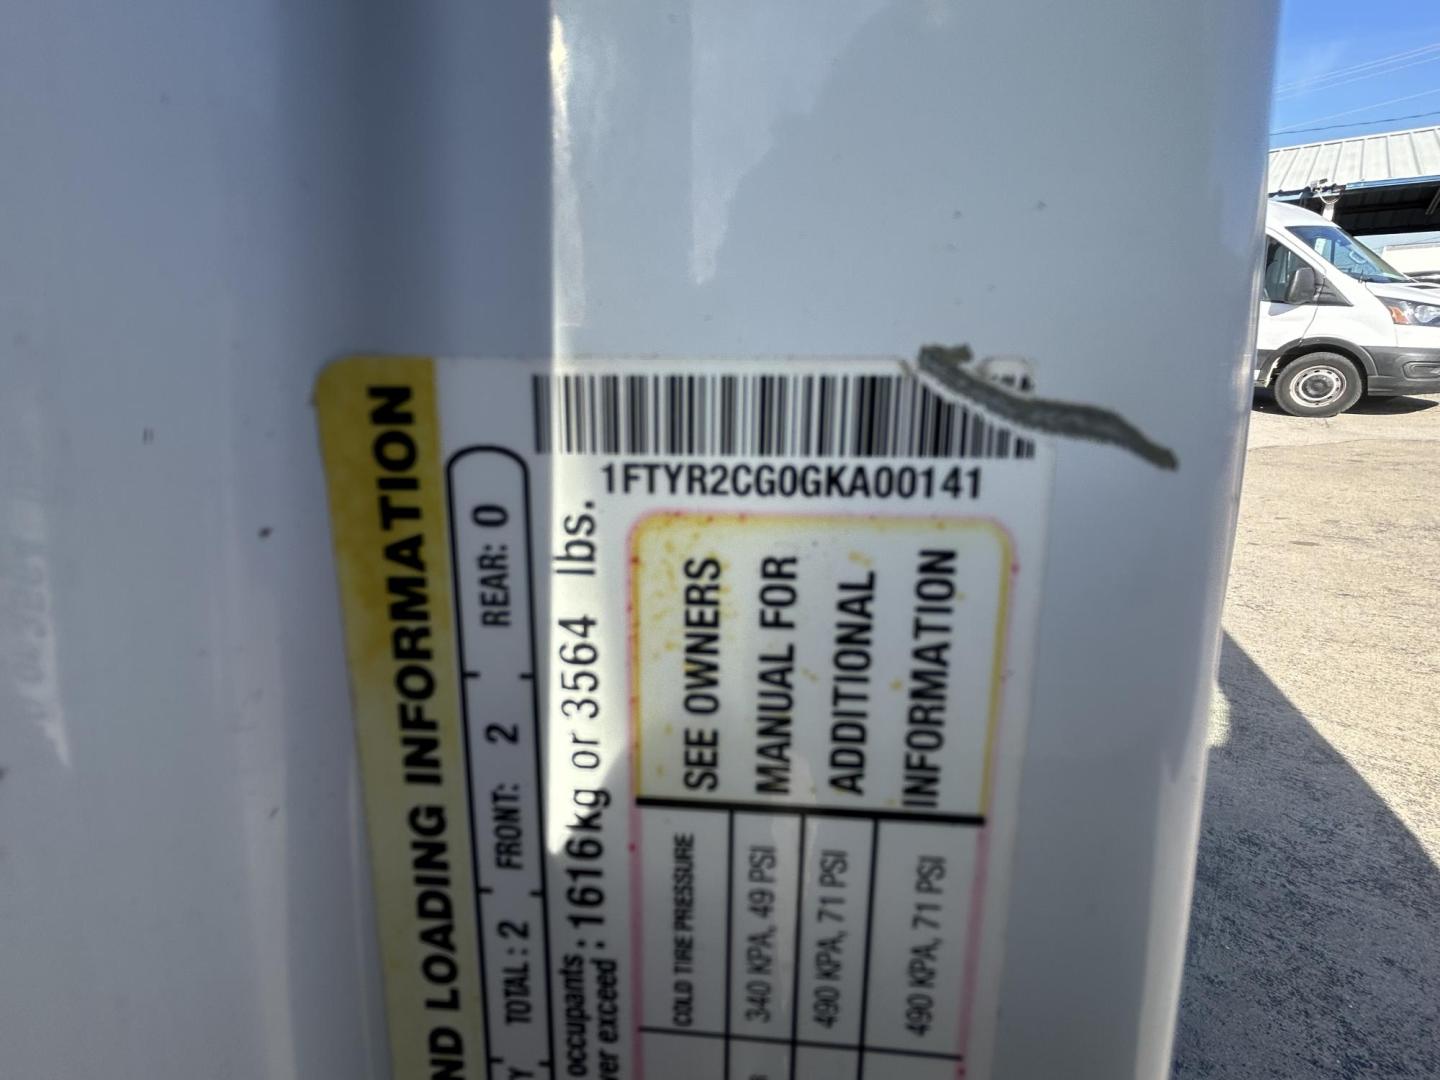 1FTYR2CG0GKA00141
ND LOADING INFORMATION
TOTAL : 2 FRONT: 2 REAR: 0
occupants
ver exceed : 1616kg or 3564 lbs.
COLD TIRE PRESSURE
340 KPA, 49 PSI
490 KPA, 71 PSI
490 KPA, 71 PSI
SEE OWNERS
MANUAL FOR
ADDITIONAL
INFORMATION